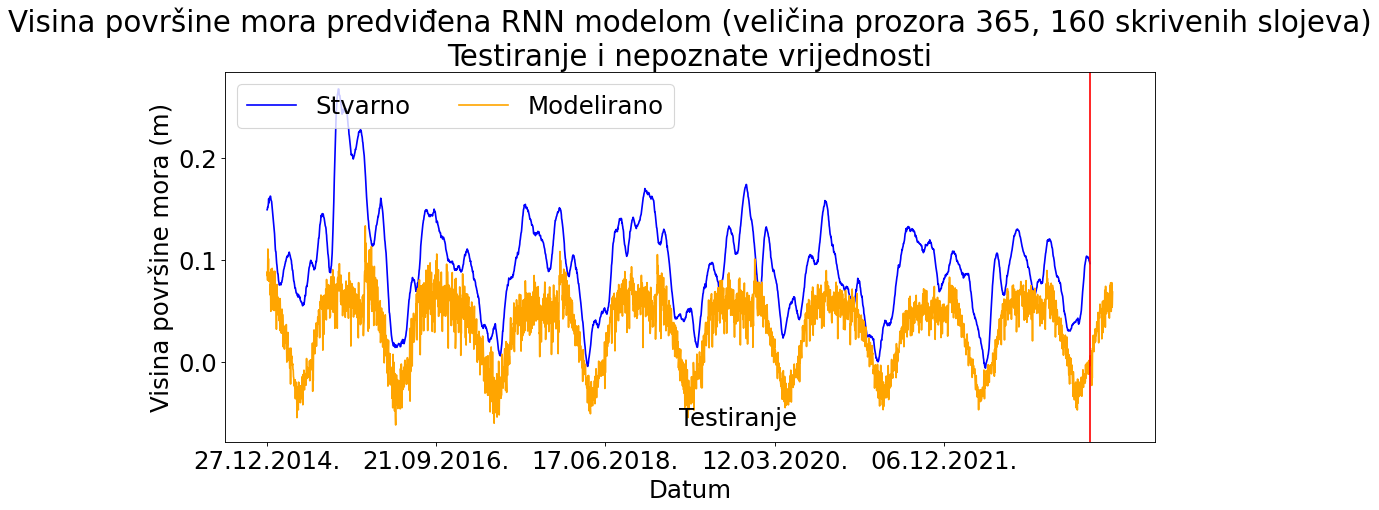 Visina površine mora predviđena RNN modelom (veličina prozora 365, 160 skrivenih slojeva)
Testiranje i nepoznate vrijednosti
Stvarno Modelirano
Visina površine mora (m)
0.2
0.1
0.0
Testiranje
27.12.2014. 21.09.2016. 17.06.2018. 12.03.2020. 06.12.2021.
Datum